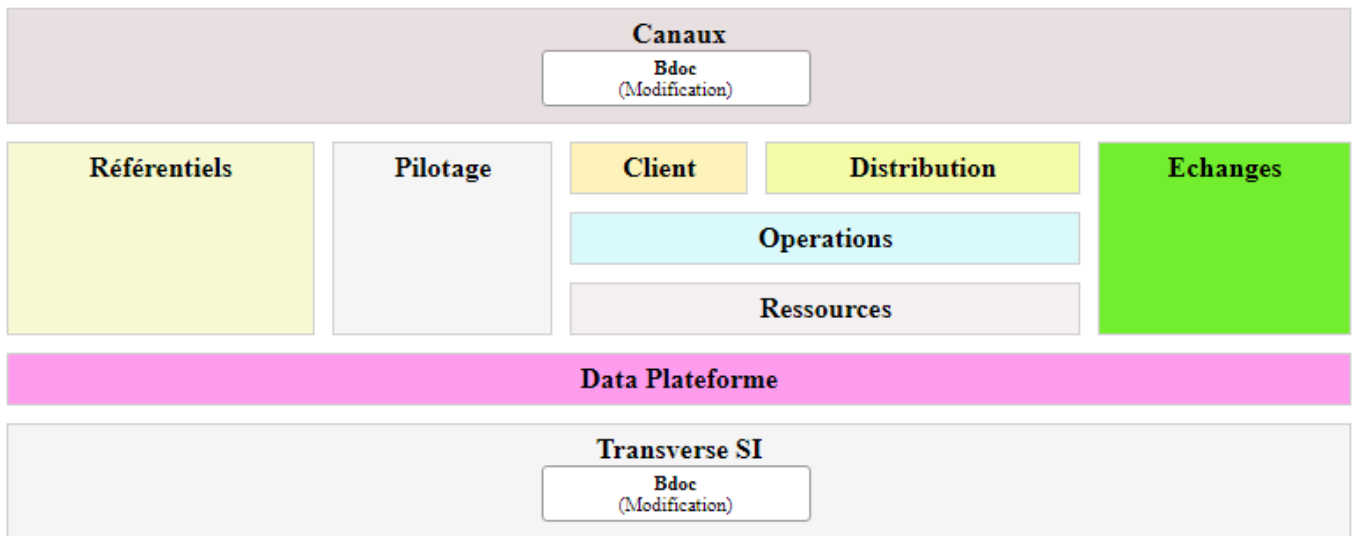 Canaux
Bdoc
(Modification)
Référentiels
Pilotage
Client
Distribution
Echanges
Operations
Ressources
Data Plateforme
Transverse SI
Bdoc
(Modification)